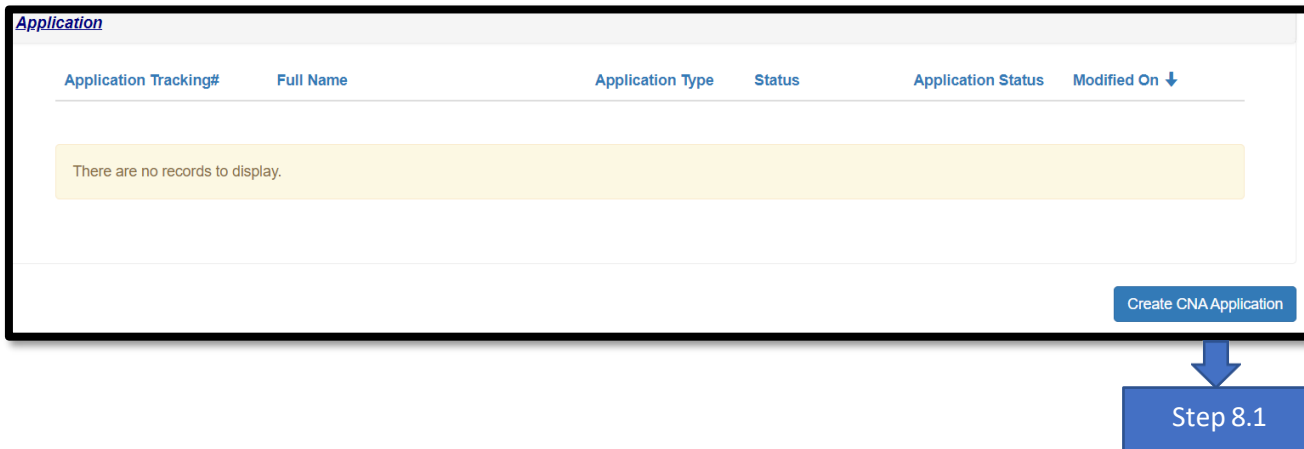 Application
Application Tracking# Full Name Application Type Status Application Status Modified On
There are no records to display.
Create CNA Application
Step 8.1